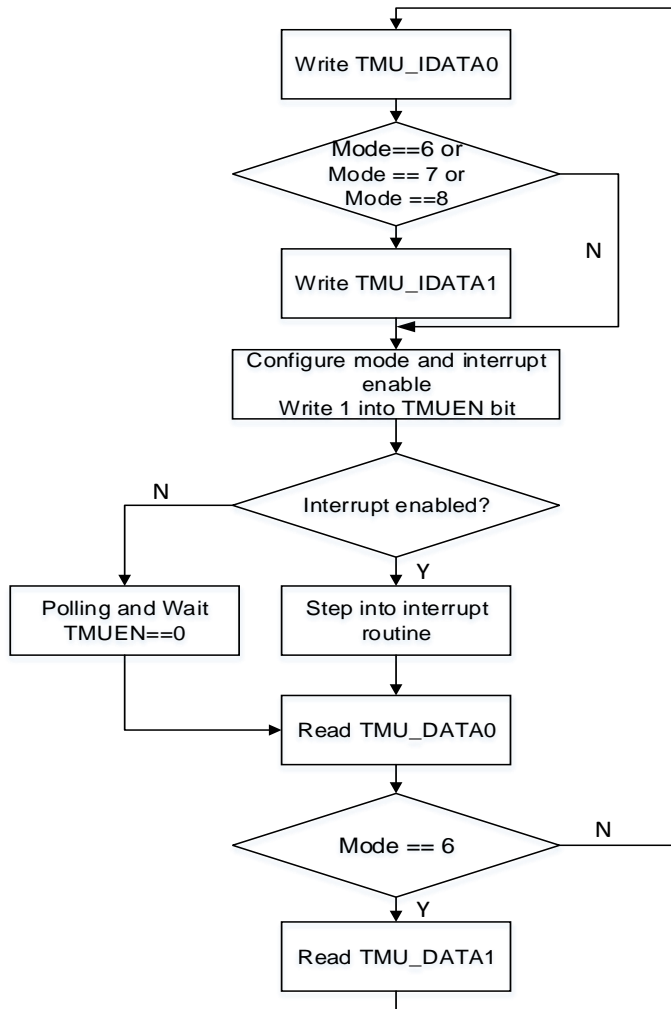 Write TMU_IDATA0
Mode==6 or
Mode == 7 or
Mode ==8
N
Write TMU_IDATA1
Configure mode and interrupt
enable
Write 1 into TMUEN bit
N
Interrupt enabled?
Y
Polling and Wait
TMUEN==0
Step into interrupt
routine
Read TMU_DATA0
Mode == 6
N
Y
Read TMU_DATA1